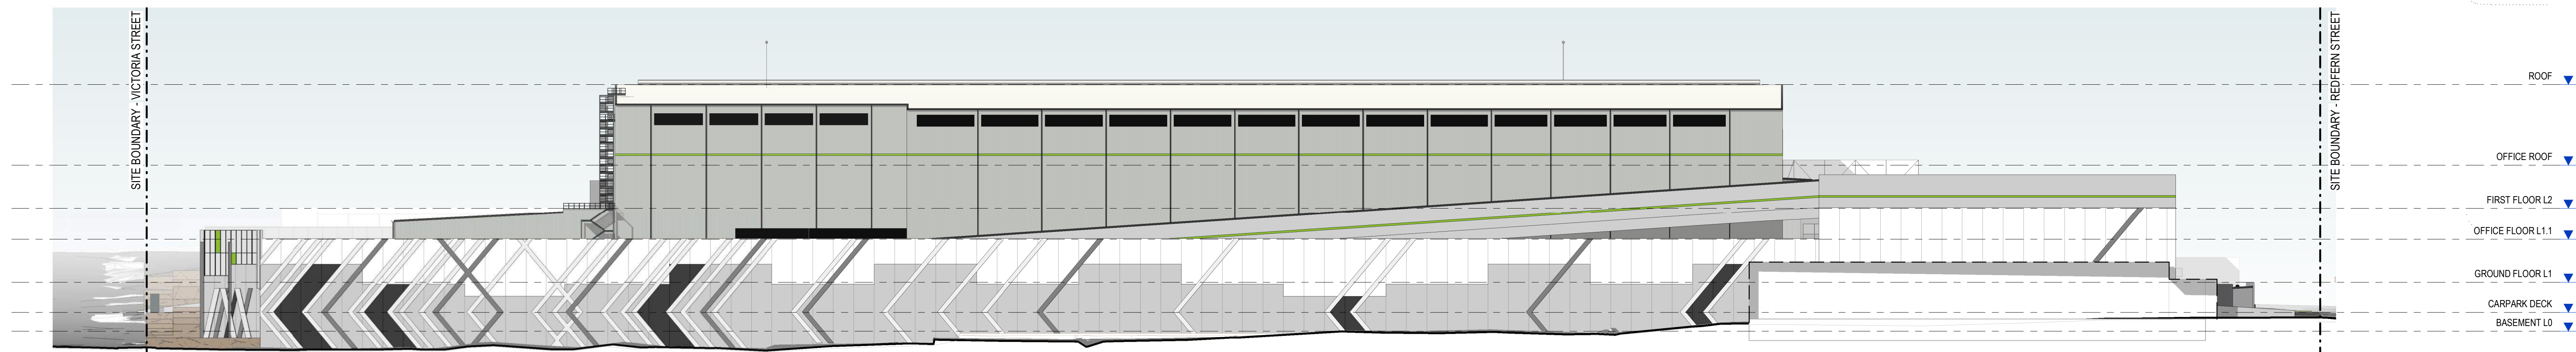 SITE BOUNDARY - VICTORIA STREET
SITE BOUNDARY - REDFERN STREET
ROOF
OFFICE ROOF
FIRST FLOOR L2
OFFICE FLOOR L1.1
GROUND FLOOR L1
CARPARK DECK
BASEMENT L0